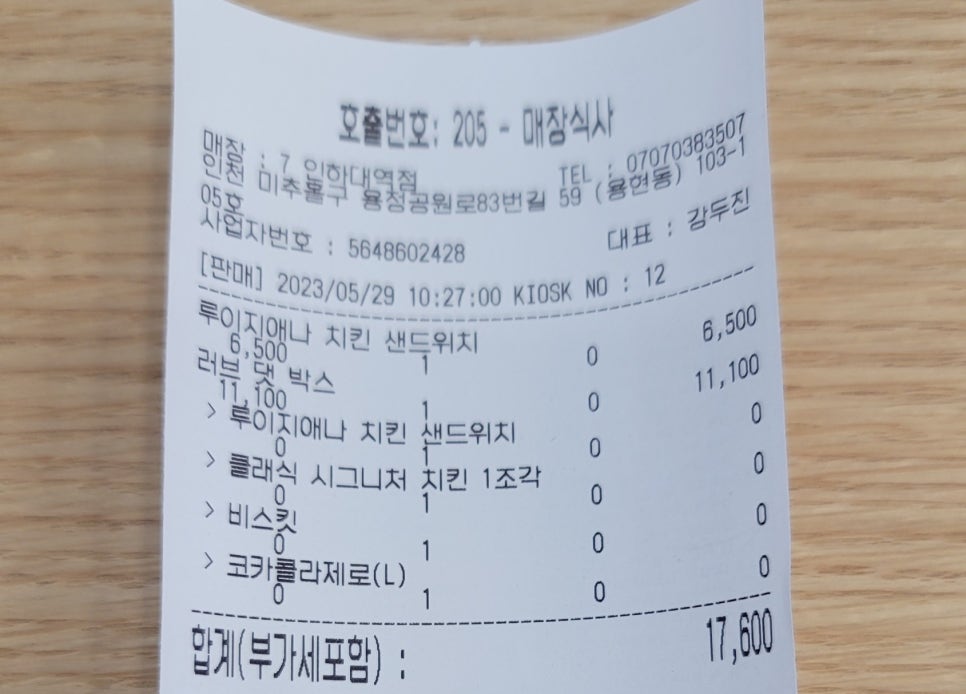 호출번호: 205 - 매장식사
매장 : 7 인하대역점 TEL : 07070383507
인천 미추홀구 용정공원로83번길 59 (용현동) 103-1
05호
사업자번호 : 5648602428 대표 : 강두진
[판매] 2023/05/29 10:27:00 KIOSK NO : 12
루이지애나 치킨 샌드위치
6,500 1 0 6,500
러브 댓 박스
11,100 1 0 11,100
> 루이지애나 치킨 샌드위치
0 1 0 0
> 클래식 시그니처 치킨 1조각
0 1 0 0
> 비스킷
0 1 0 0
> 코카콜라제로(L)
0 1 0 0
합계(부가세포함) : 17,600